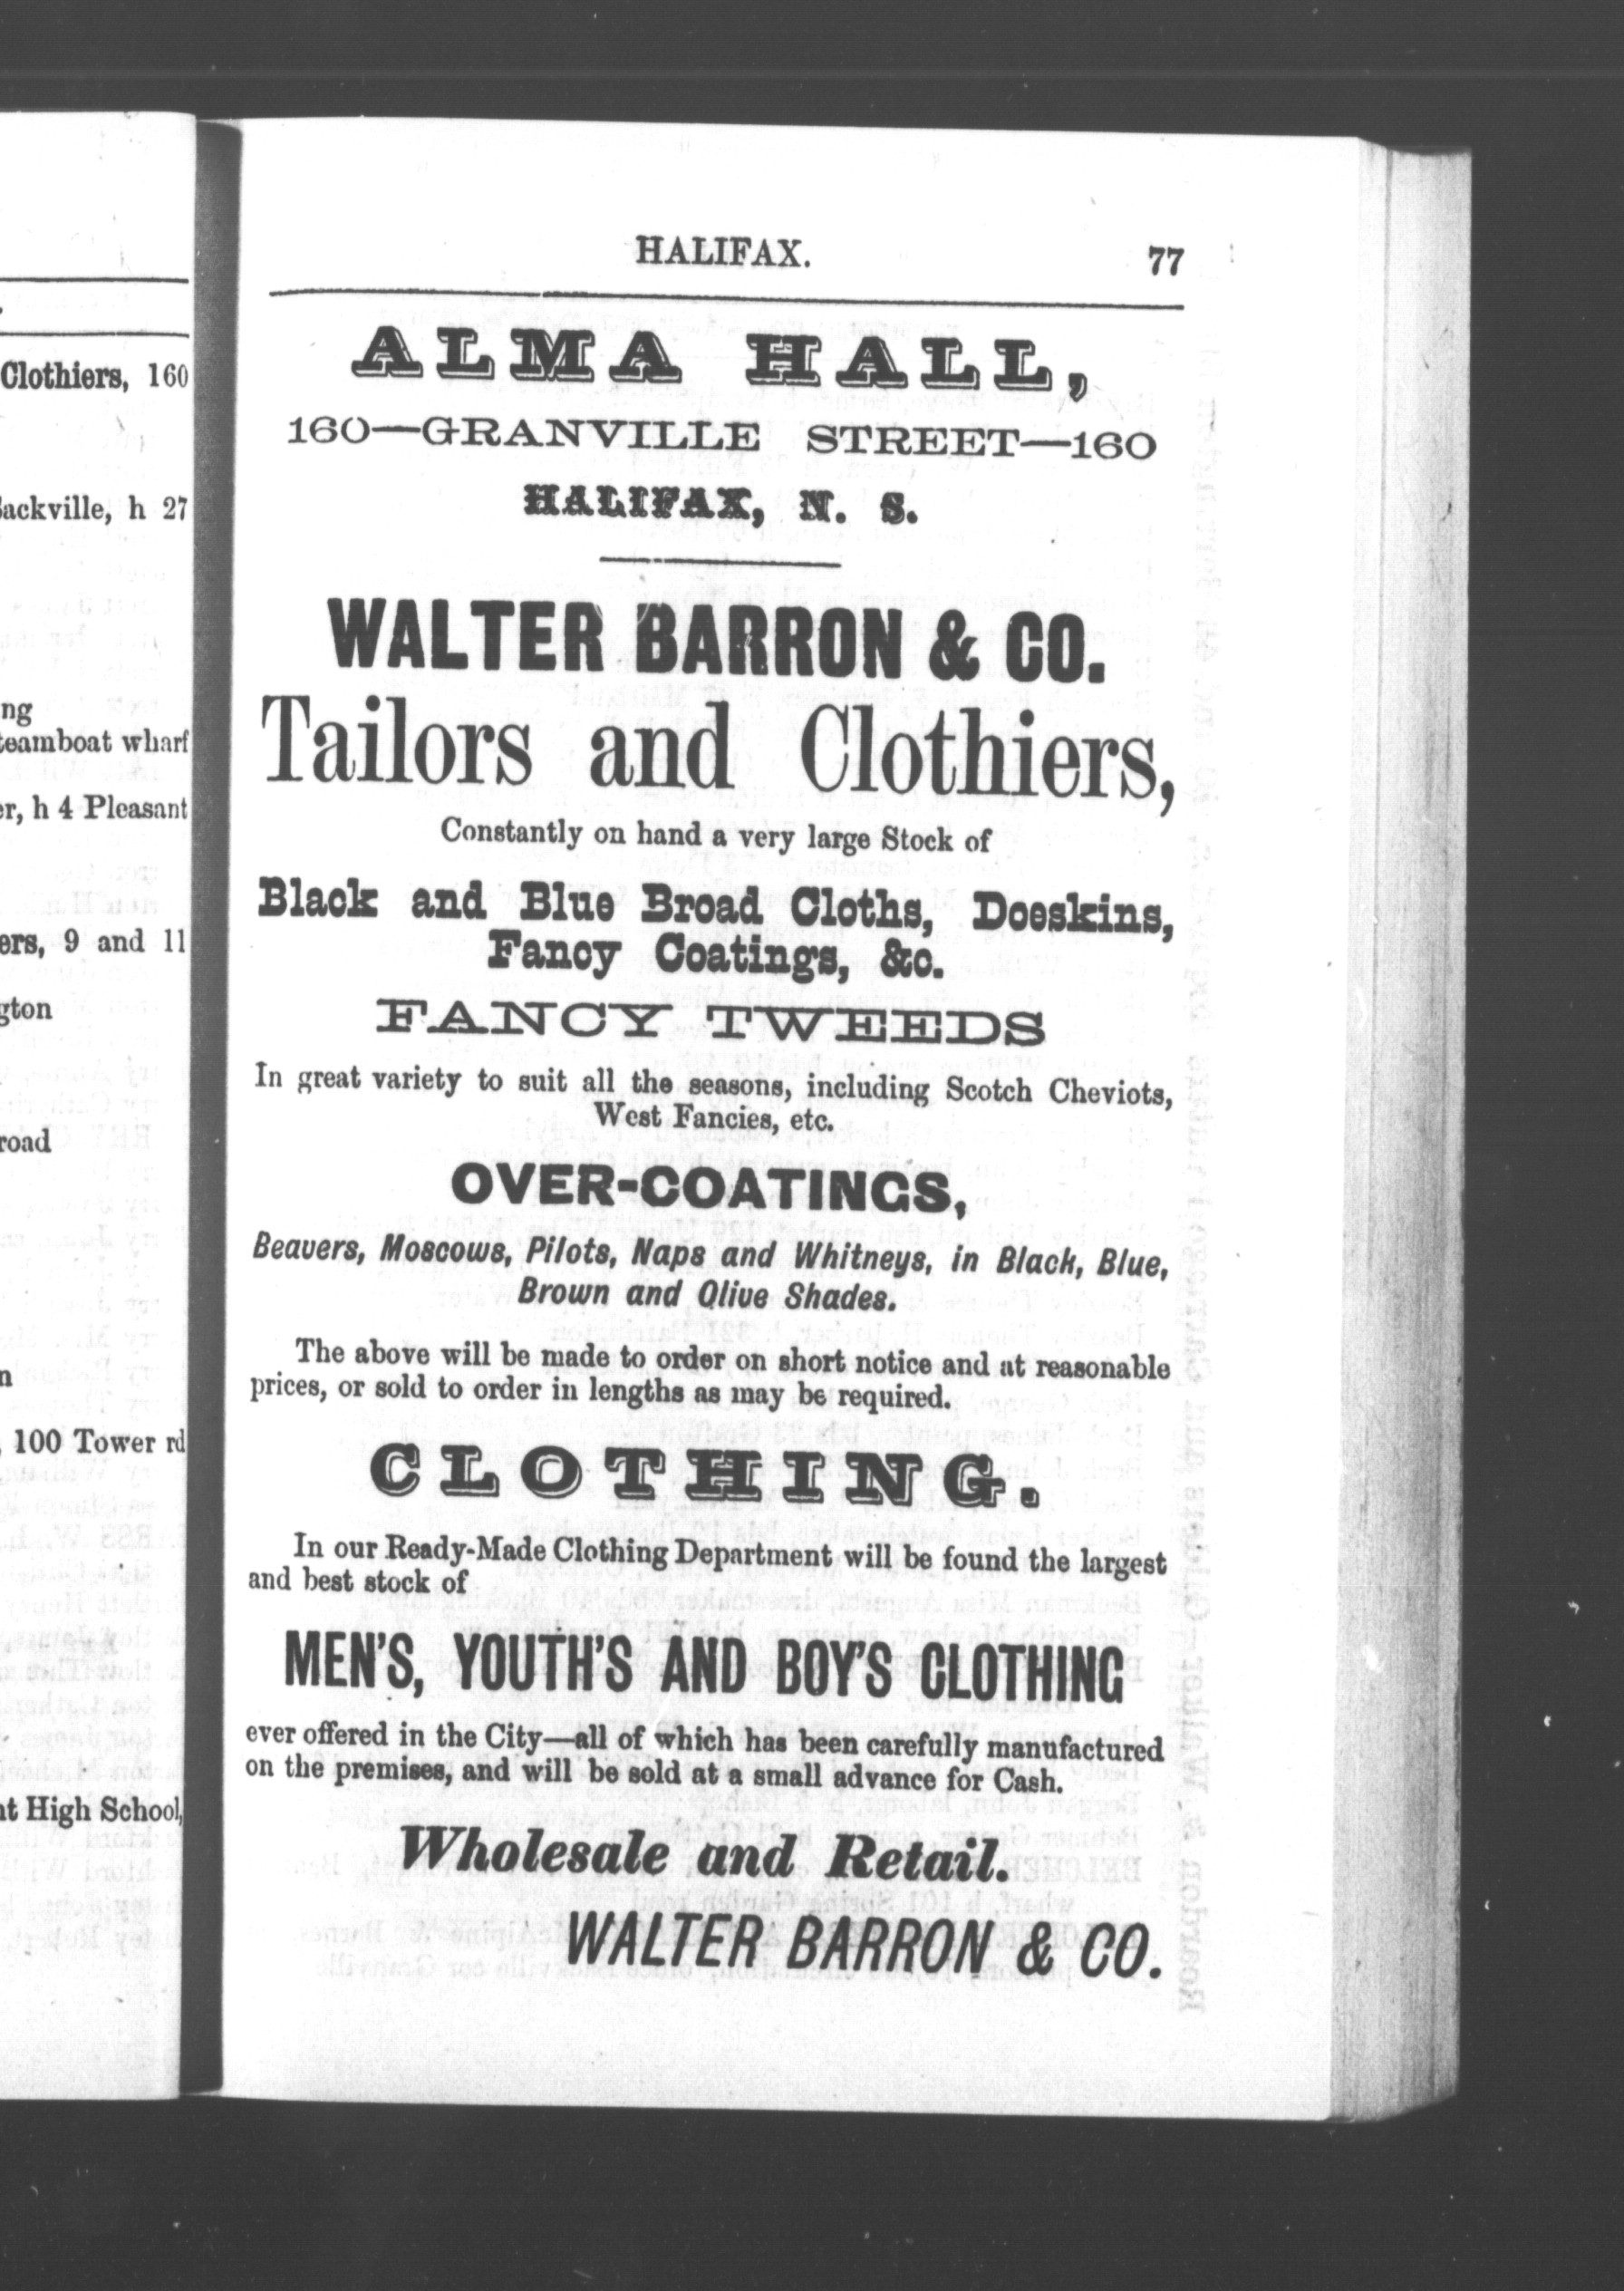 Clothiers, 160
ackville, h 27
ng
teamboat wharf
er, h 4 Pleasant
ers, 9 and 11
gton
road
n
, 100 Tower rd
nt High School,
HALIFAX. 77
ALMA HALL,
160—GRANVILLE STREET—160
HALIFAX, N. S.
WALTER BARRON & CO.
Tailors and Clothiers,
Constantly on hand a very large Stock of
Black and Blue Broad Cloths, Doeskins,
Fancy Coatings, &c.
FANCY TWEEDS
In great variety to suit all the seasons, including Scotch Cheviots,
West Fancies, etc.
OVER-COATINGS,
Beavers, Moscows, Pilots, Naps and Whitneys, in Black, Blue,
Brown and Olive Shades.
The above will be made to order on short notice and at reasonable
prices, or sold to order in lengths as may be required.
CLOTHING.
In our Ready-Made Clothing Department will be found the largest
and best stock of
MEN'S, YOUTH'S AND BOY'S CLOTHING
ever offered in the City—all of which has been carefully manufactured
on the premises, and will be sold at a small advance for Cash.
Wholesale and Retail.
WALTER BARRON & CO.